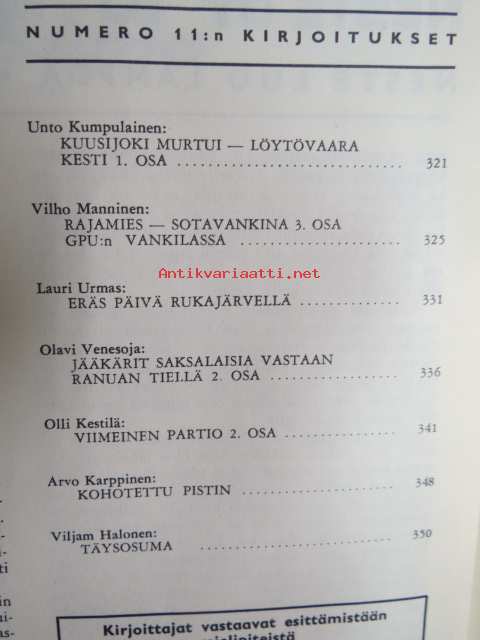 NUMERO 11:n KIRJOITUKSET
Unto Kumpulainen:
KUUSIJOKI MURTUI — LÖYTÖVAARA
KESTI 1. OSA 321
Vilho Manninen:
RAJAMIES — SOTAVANKINA 3. OSA
GPU:n VANKILASSA 325
Antikvariaatti.net
Lauri Urmas:
ERÄS PÄIVÄ RUKAJÄRVELLÄ 331
Olavi Venesoja:
JÄÄKÄRIT SAKSALAISIA VASTAAN
RANUAN TIELLÄ 2. OSA 336
Olli Kestilä:
VIIMEINEN PARTIO 2. OSA 341
Arvo Karppinen:
KOHOTETTU PISTIN 348
Viljam Halonen:
TÄYSOSUMA 350
Kirjoittajat vastaavat esittämistään